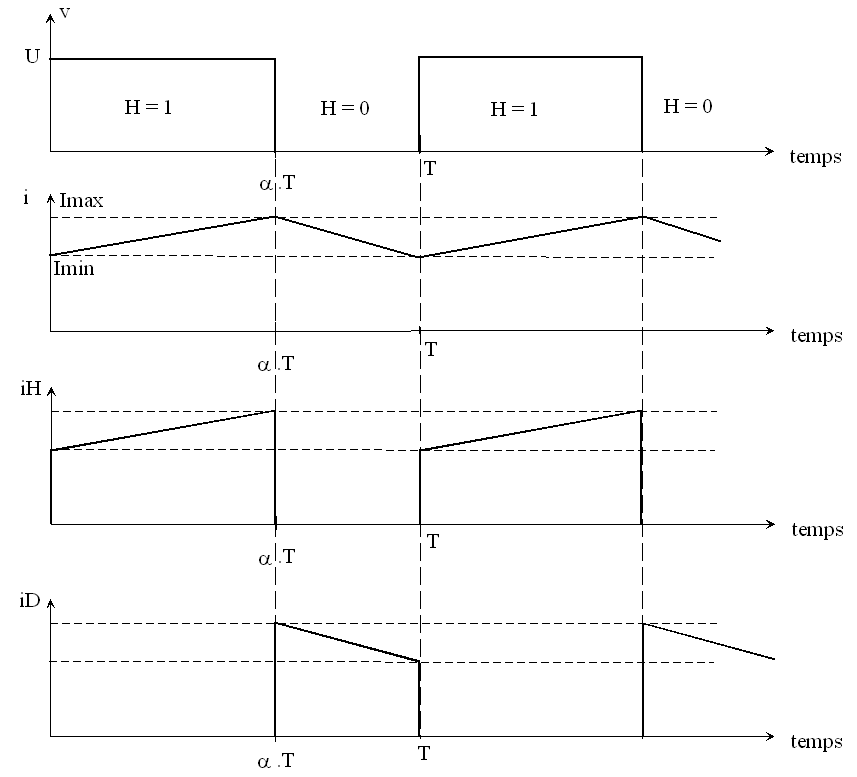 v
U
H = 1 H = 0 H = 1 H = 0
temps
α .T T
i Imax
Imin
temps
α .T T
iH
temps
α .T T
iD
temps
α .T T